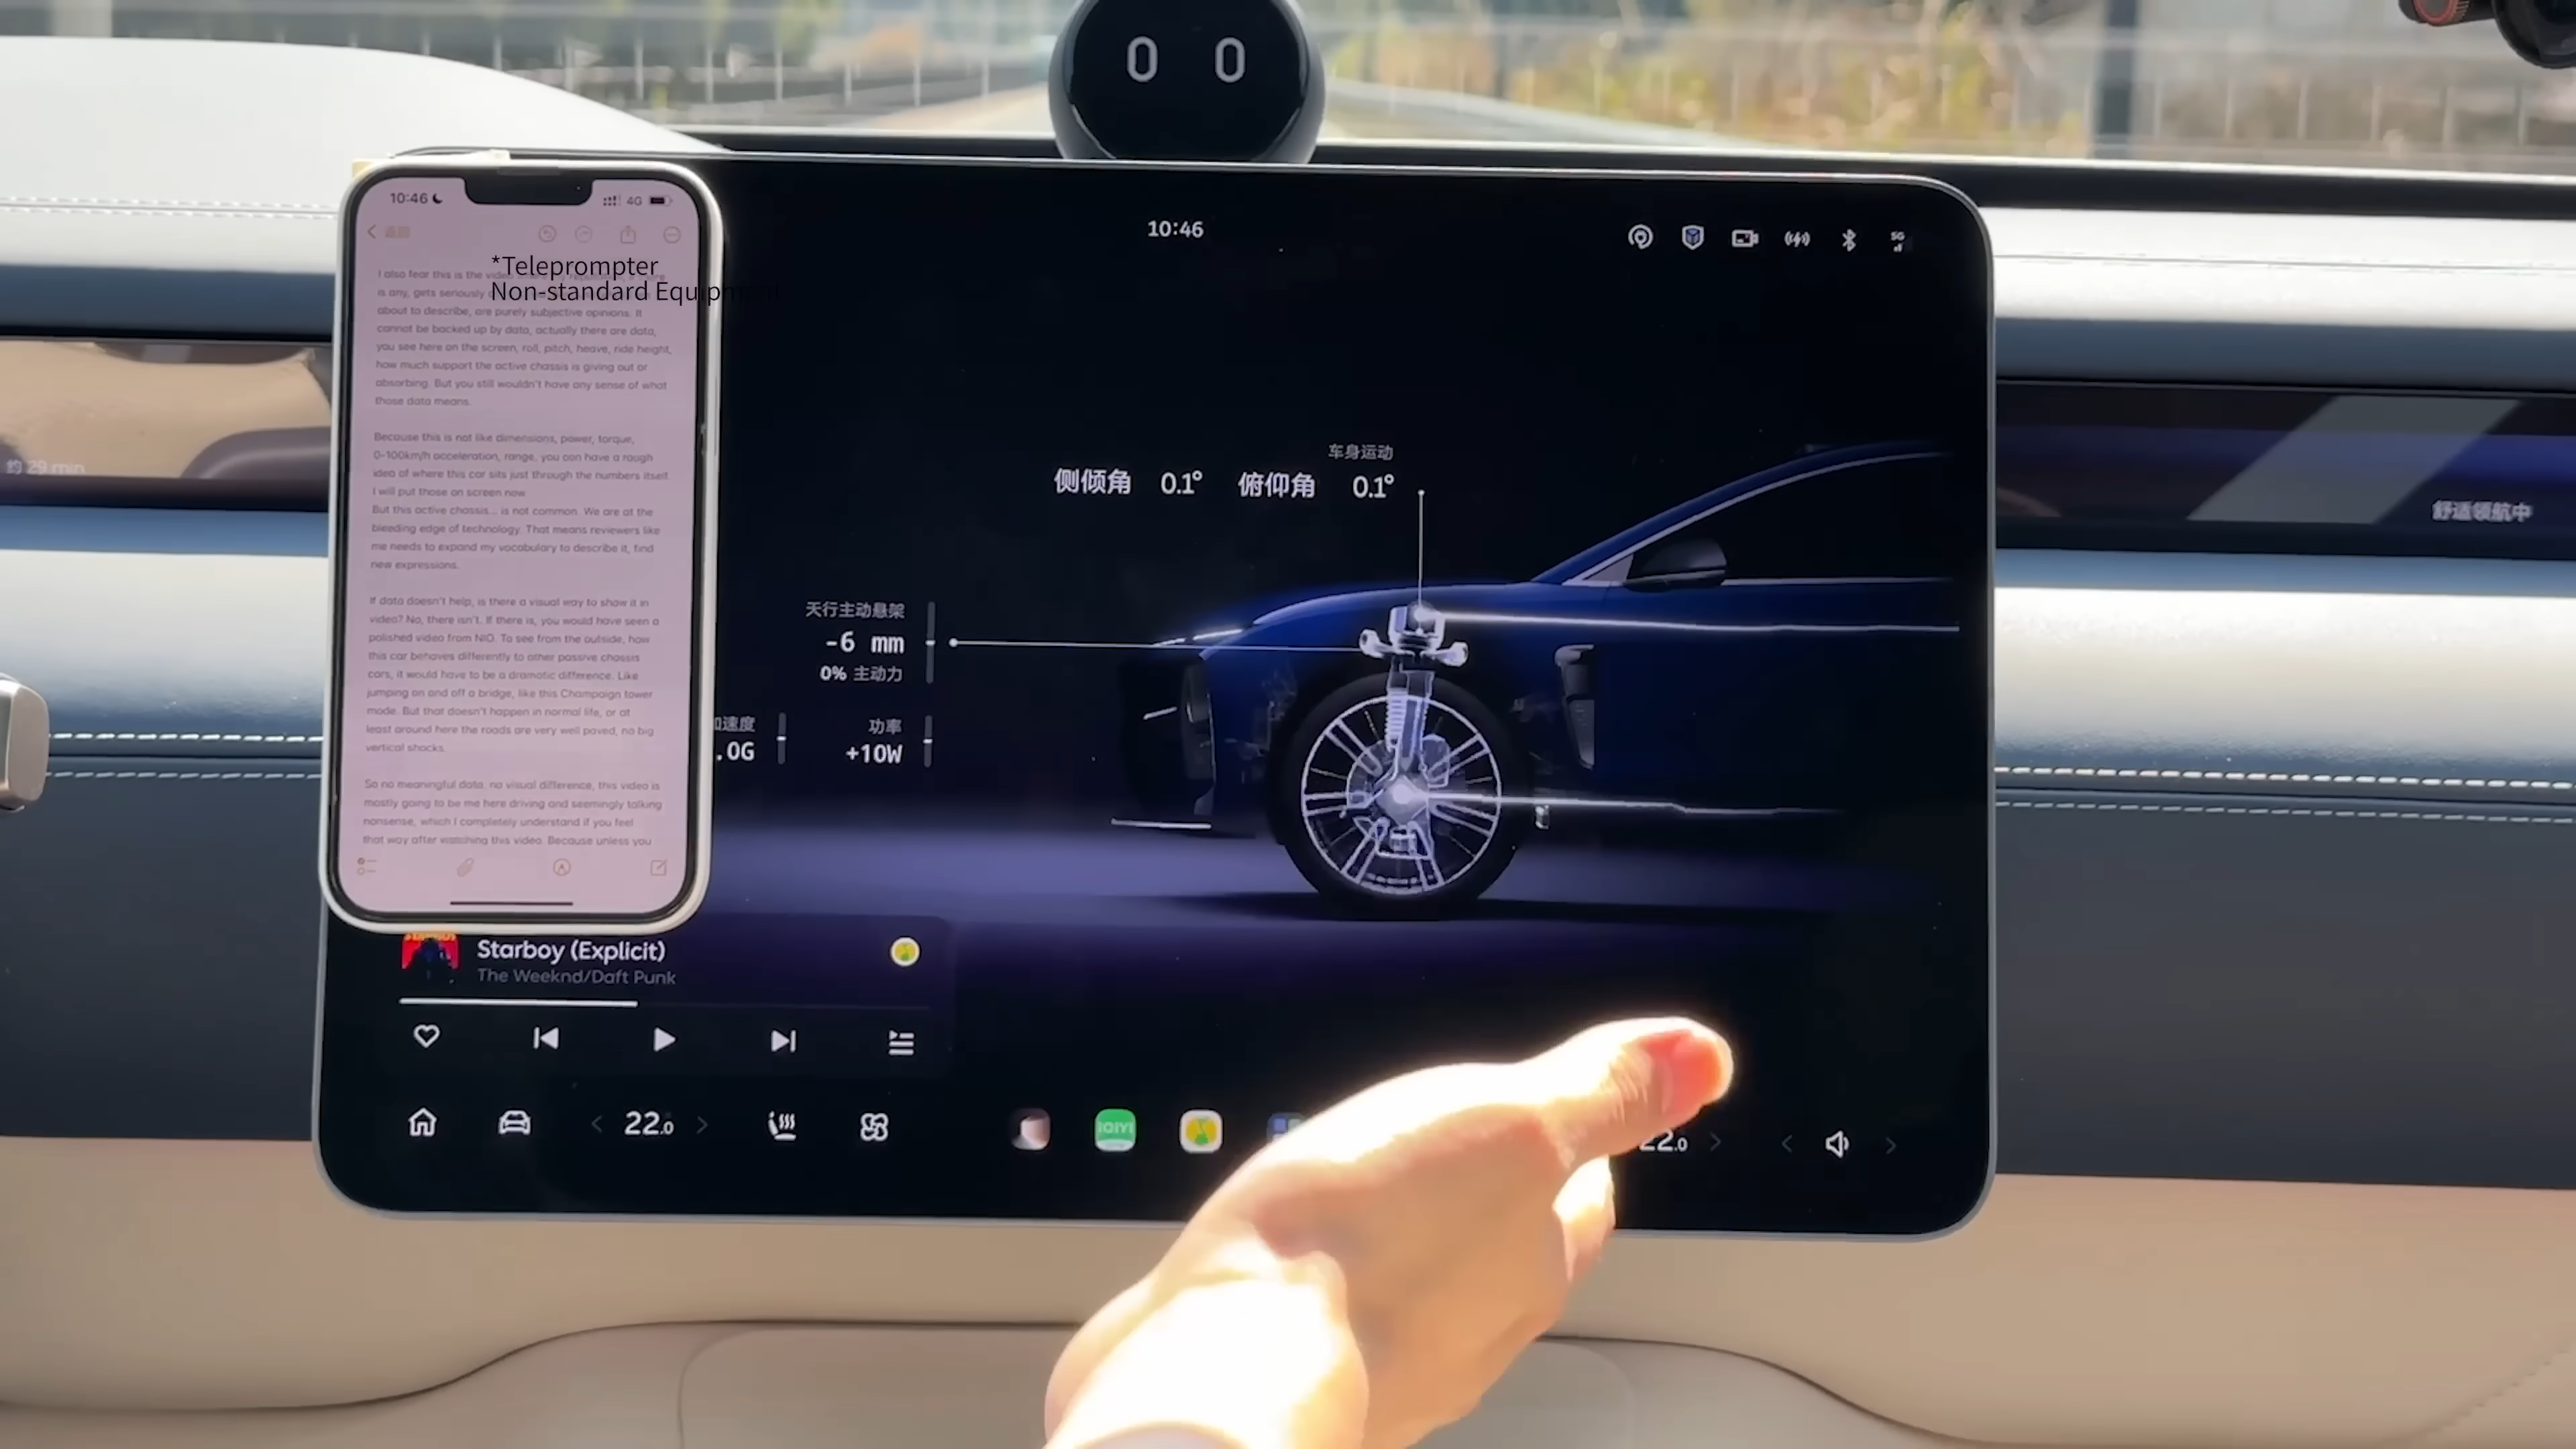 0 0
10:46
4G
*Teleprompter
Non-standard Equipment
I also fear this is the video
is any, gets seriously
about to describe, are purely subjective opinions. It
cannot be backed up by data, actually there are data,
you see here on the screen, roll, pitch, heave, ride height,
how much support the active chassis is giving out or
absorbing. But you still wouldn't have any sense of what
those data means.
Because this is not like dimensions, power, torque,
0-100km/h acceleration, range, you can have a rough
idea of where this car sits just through the numbers itself.
I will put those on screen now.
But this active chassis... is not common. We are at the
bleeding edge of technology. That means reviewers like
me needs to expand my vocabulary to describe it, find
new expressions.
If data doesn't help, is there a visual way to show it in
video? No, there isn't. If there is, you would have seen a
polished video from NIO. To see from the outside, how
this car behaves differently to other passive chassis
cars, it would have to be a dramatic difference. Like
jumping on and off a bridge, like this Champaign tower
mode. But that doesn't happen in normal life, or at
least around here the roads are very well paved, no big
vertical shocks.
So no meaningful data, no visual difference, this video is
mostly going to be me here driving and seemingly talking
nonsense, which I completely understand if you feel
that way after watching this video. Because unless you
10:46
5G
车身运动
侧倾角 0.1° 俯仰角 0.1°
天行主动悬架
-6 mm
0% 主动力
速度
.0G
功率
+10W
Starboy (Explicit)
The Weeknd/Daft Punk
22.0
iQIYI
22.0
约 29 min
舒适领航中